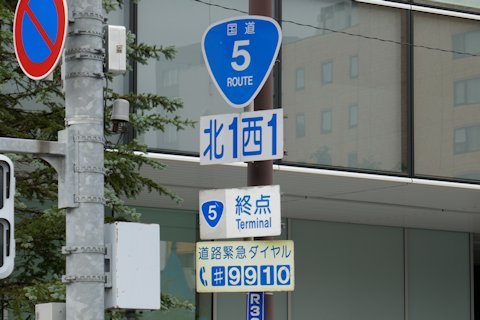 国道
5
ROUTE
北1西1
5
終点
Terminal
道路緊急ダイヤル
#9910
R3